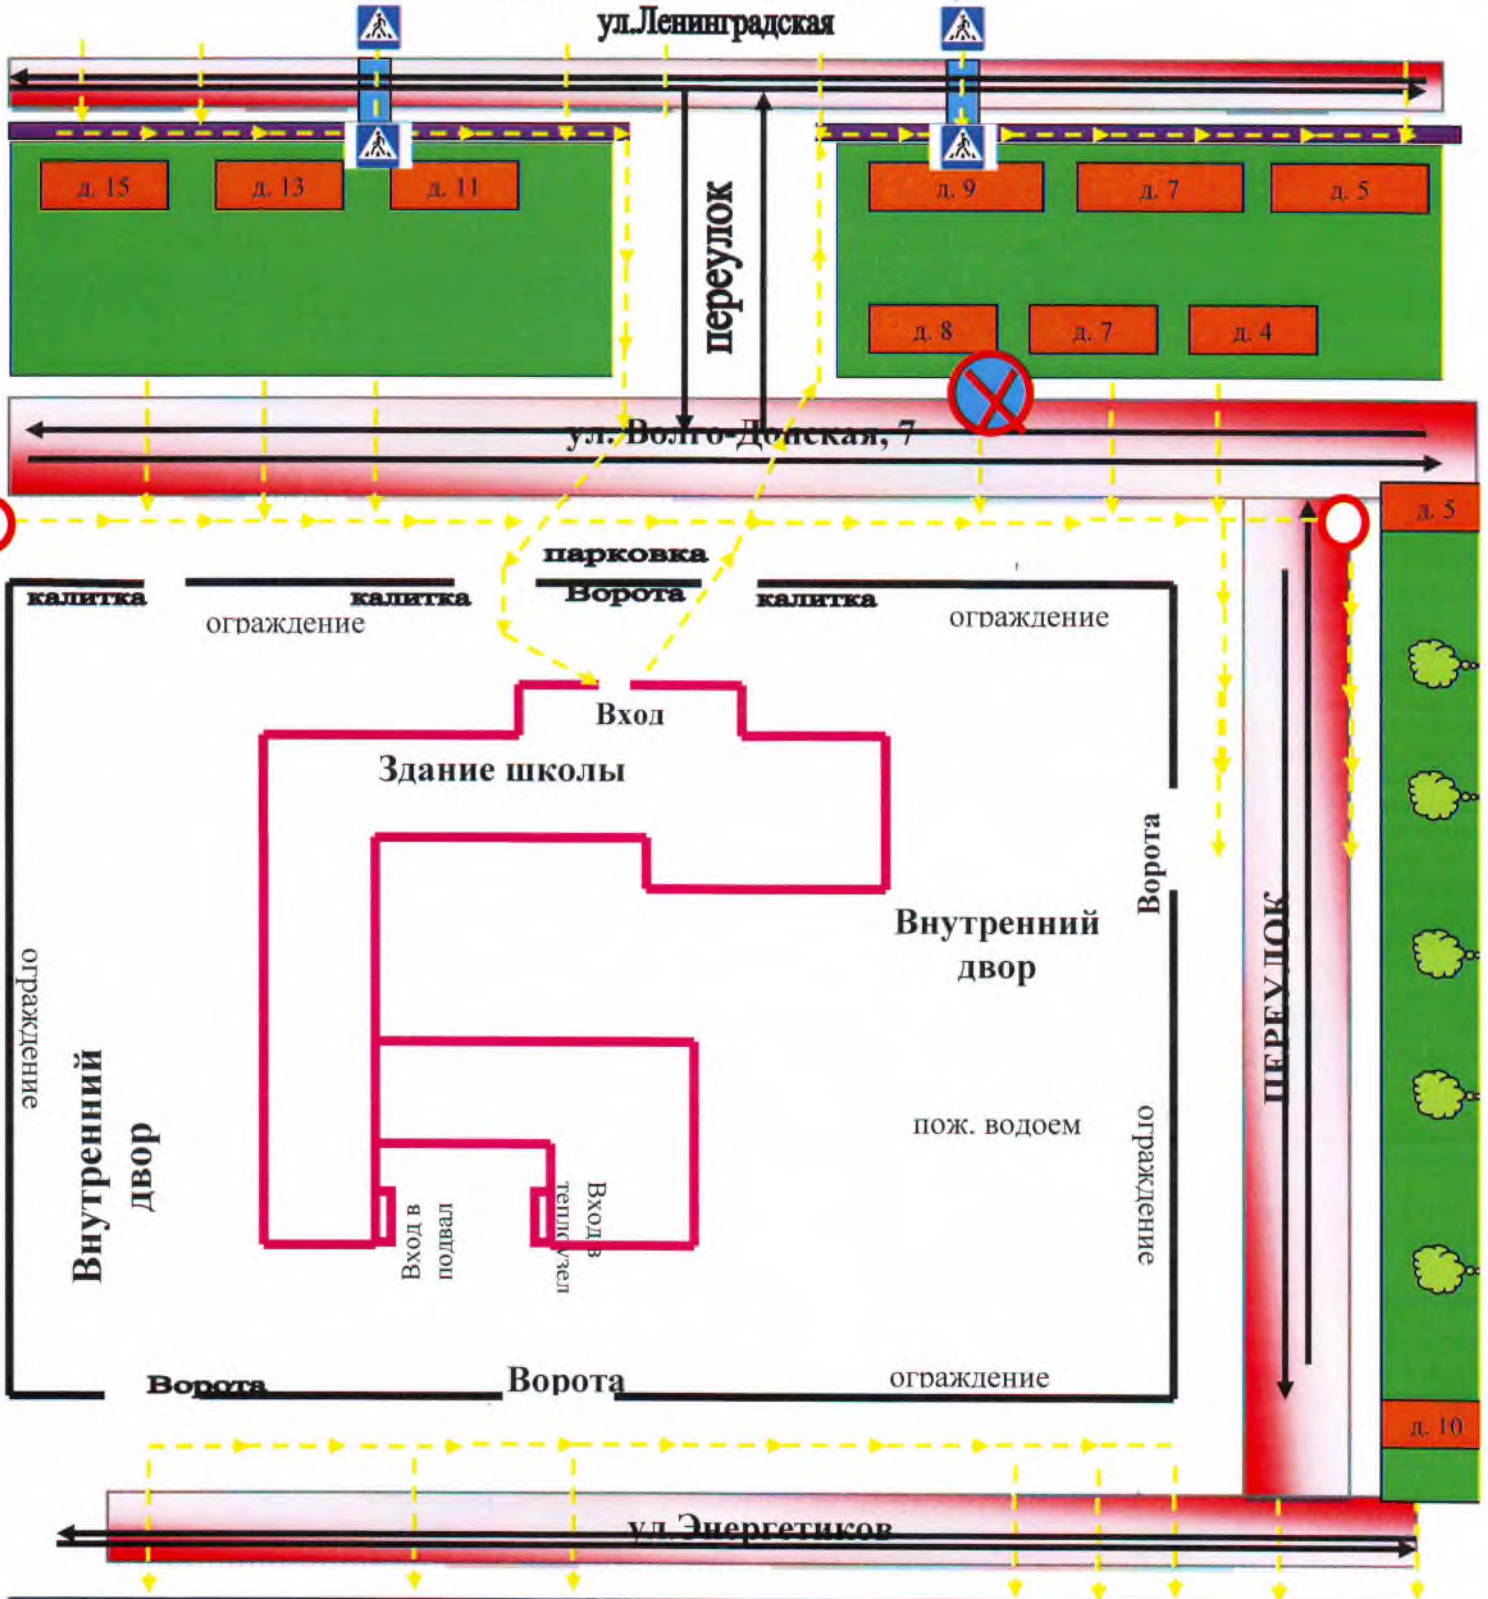 ул.Ленинградская
д. 15
д. 13
д. 11
д. 9
д. 7
д. 5
переулок
д. 8
д. 7
д. 4
ул. Волго-Донская, 7
д. 5
парковка
калитка
калитка
Ворота
калитка
ограждение
ограждение
Вход
Здание школы
Ворота
Внутренний
двор
ПЕРЕУЛОК
ограждение
Внутренний
двор
пож. водоем
ограждение
Вход в
подвал
Вход в
теплоузел
Ворота
Ворота
ограждение
д. 10
ул.Энергетиков